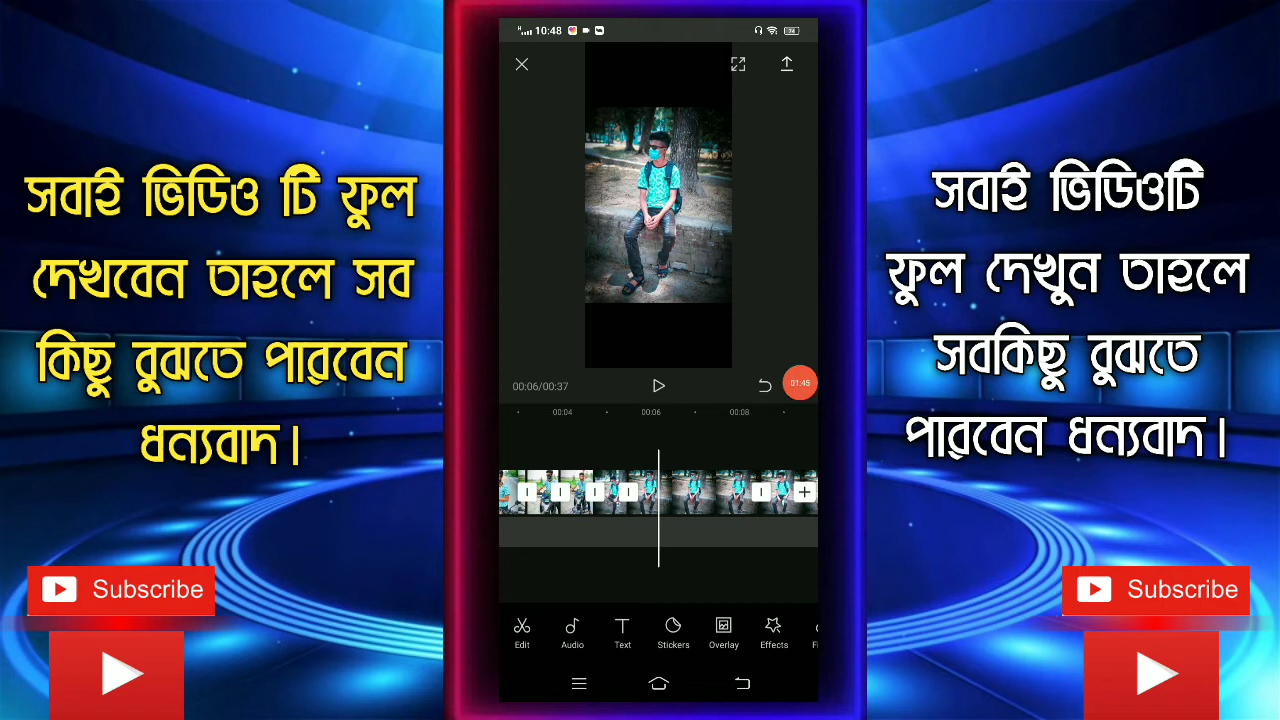 সবাই ভিডিও টি ফুল
দেখবেন তাহলে সব
কিছু বুঝতে পারবেন
ধন্যবাদ।
Subscribe
10:48
00:06/00:37
01:45
00:04 00:06 00:08
Edit Audio Text Stickers Overlay Effects
সবাই ভিডিওটি
ফুল দেখুন তাহলে
সবকিছু বুঝতে
পারবেন ধন্যবাদ।
Subscribe